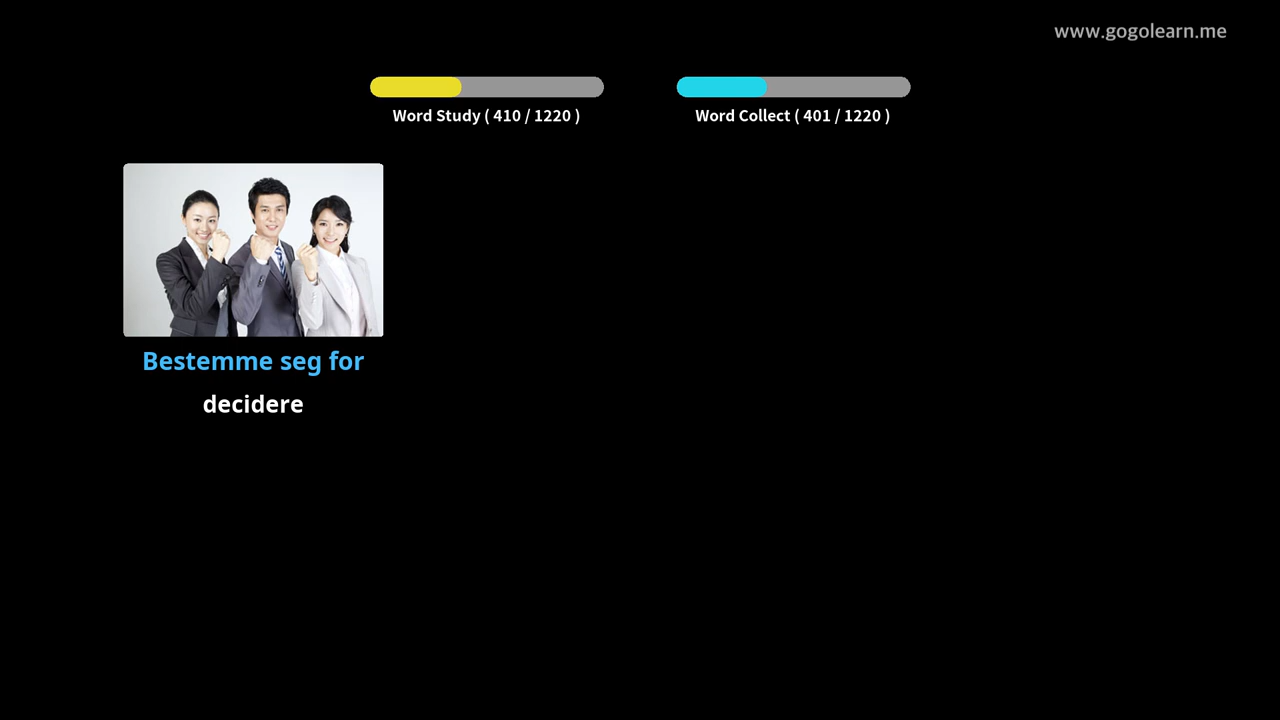 www.gogolearn.me
Word Study ( 410 / 1220 )
Word Collect ( 401 / 1220 )
Bestemme seg for
decidere